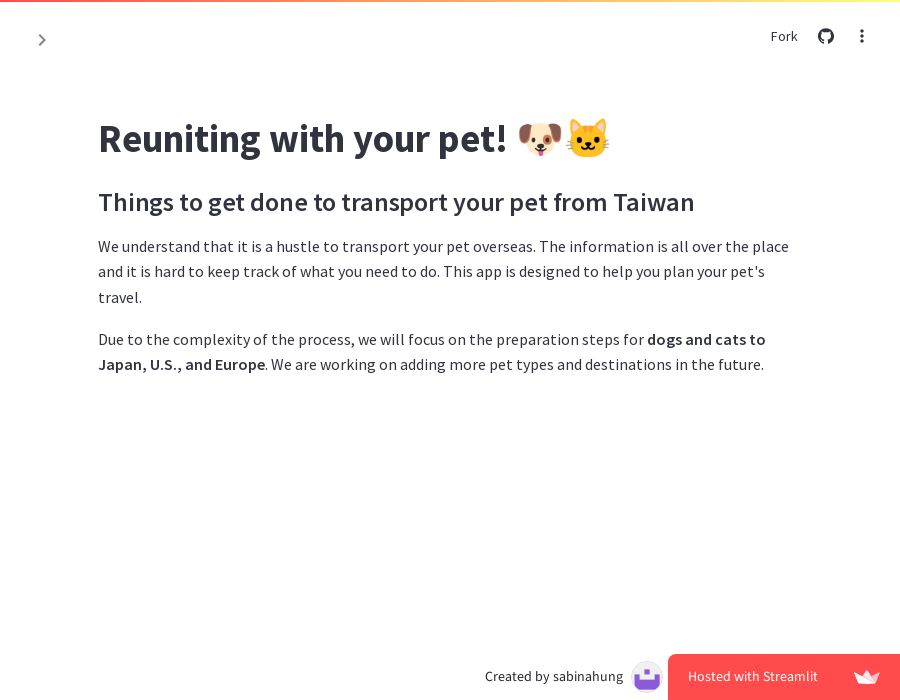 Fork
Reuniting with your pet! 🐶🐱
Things to get done to transport your pet from Taiwan
We understand that it is a hustle to transport your pet overseas. The information is all over the place
and it is hard to keep track of what you need to do. This app is designed to help you plan your pet's
travel.
Due to the complexity of the process, we will focus on the preparation steps for dogs and cats to
Japan, U.S., and Europe. We are working on adding more pet types and destinations in the future.
Created by sabinahung
Hosted with Streamlit